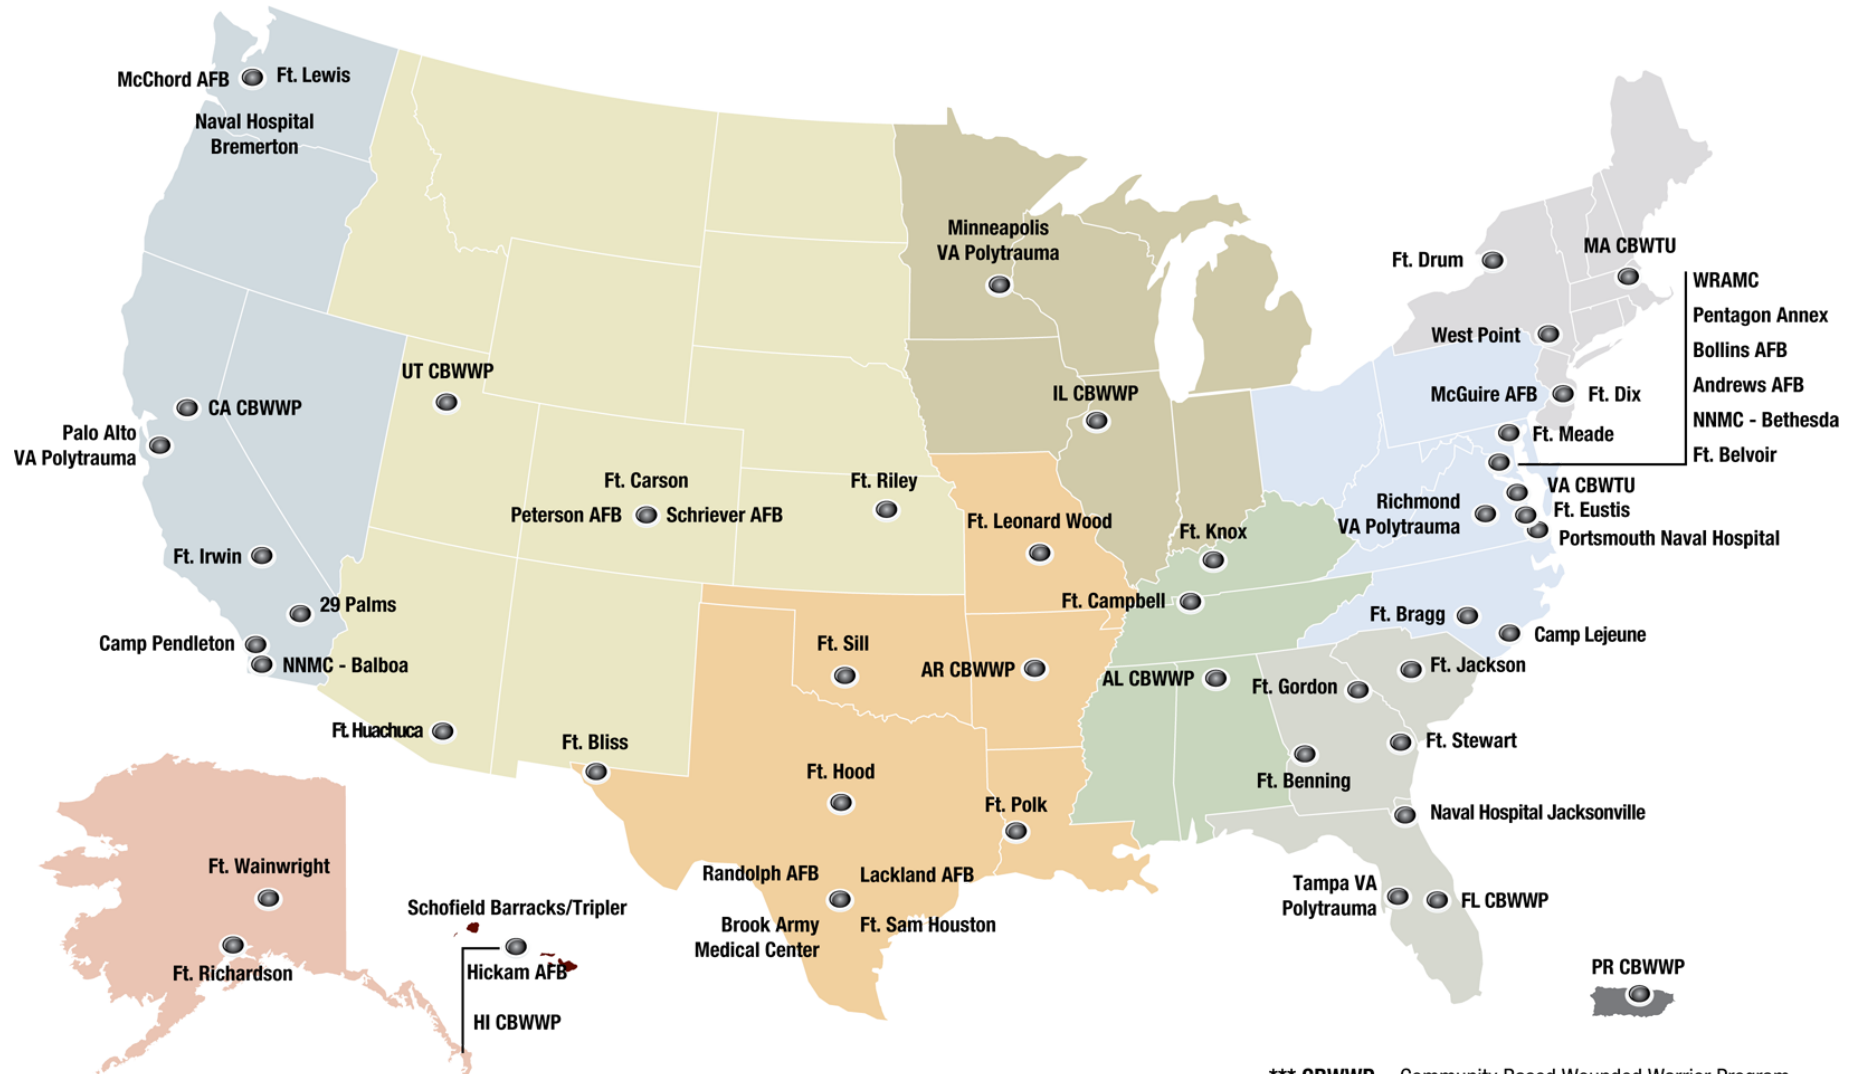 McChord AFB
Ft. Lewis
Naval Hospital
Bremerton
CA CBWWP
Palo Alto
VA Polytrauma
UT CBWWP
Ft. Carson
Peterson AFB
Schriever AFB
Ft. Riley
Ft. Irwin
29 Palms
Camp Pendleton
NNMC - Balboa
Ft. Huachuca
Ft. Bliss
Minneapolis
VA Polytrauma
IL CBWWP
Ft. Leonard Wood
Ft. Knox
Ft. Campbell
Ft. Sill
AR CBWWP
AL CBWWP
Ft. Hood
Ft. Polk
Randolph AFB
Lackland AFB
Brook Army
Medical Center
Ft. Sam Houston
Ft. Drum
MA CBWTU
West Point
McGuire AFB
Ft. Dix
Ft. Meade
WRAMC
Pentagon Annex
Bollins AFB
Andrews AFB
NNMC - Bethesda
Ft. Belvoir
Richmond
VA Polytrauma
VA CBWTU
Ft. Eustis
Portsmouth Naval Hospital
Ft. Bragg
Camp Lejeune
Ft. Jackson
Ft. Gordon
Ft. Stewart
Ft. Benning
Naval Hospital Jacksonville
Tampa VA
Polytrauma
FL CBWWP
PR CBWWP
Ft. Wainwright
Ft. Richardson
Schofield Barracks/Tripler
Hickam AFB
HI CBWWP
*** CBWWP Community Based Wounded Warrior Program